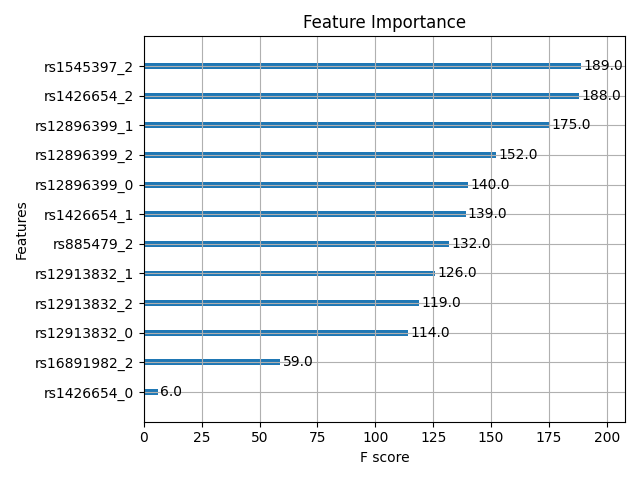 Feature Importance
rs1545397_2 189.0
rs1426654_2 188.0
rs12896399_1 175.0
rs12896399_2 152.0
rs12896399_0 140.0
rs1426654_1 139.0
rs885479_2 132.0
rs12913832_1 126.0
rs12913832_2 119.0
rs12913832_0 114.0
rs16891982_2 59.0
rs1426654_0 6.0
Features
0 25 50 75 100 125 150 175 200
F score